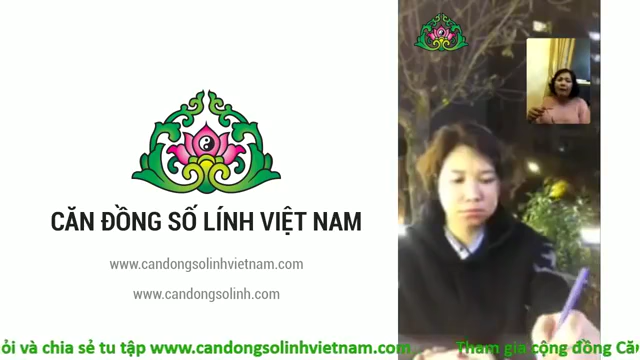 CĂN ĐỒNG SỐ LÍNH VIỆT NAM
www.candongsolinhvietnam.com
www.candongsolinh.com
ỏi và chia sẻ tu tập www.candongsolinhvietnam.com Tham gia cộng đồng Că